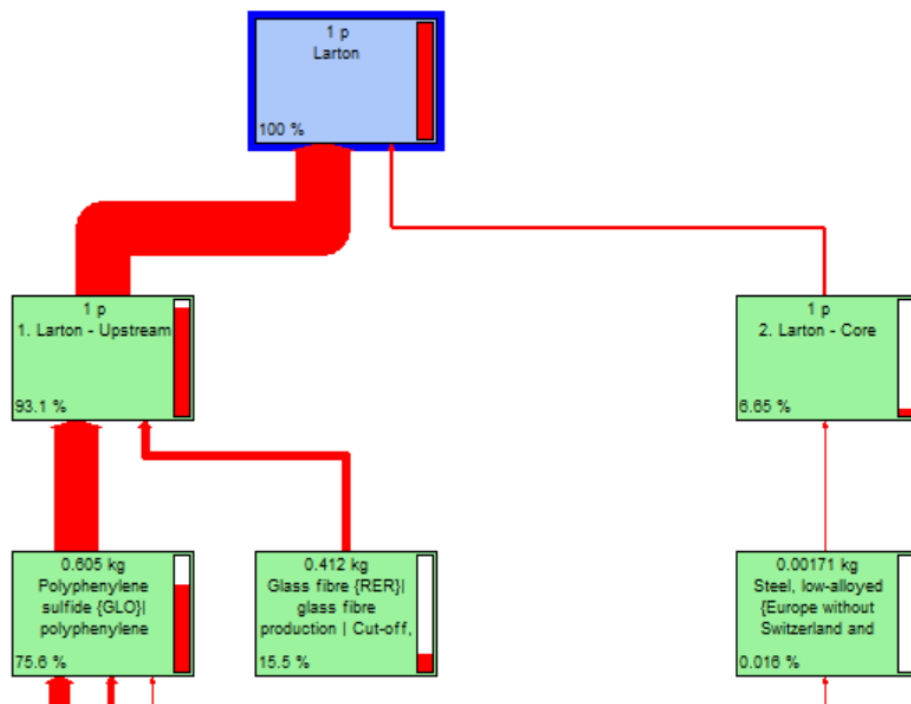 1 p
Larton
100 %
1 p
1. Larton - Upstream
93.1 %
1 p
2. Larton - Core
6.65 %
0.605 kg
Polyphenylene
sulfide {GLO}|
polyphenylene
75.6 %
0.412 kg
Glass fibre {RER}|
glass fibre
production | Cut-off,
15.5 %
0.00171 kg
Steel, low-alloyed
{Europe without
Switzerland and
0.016 %